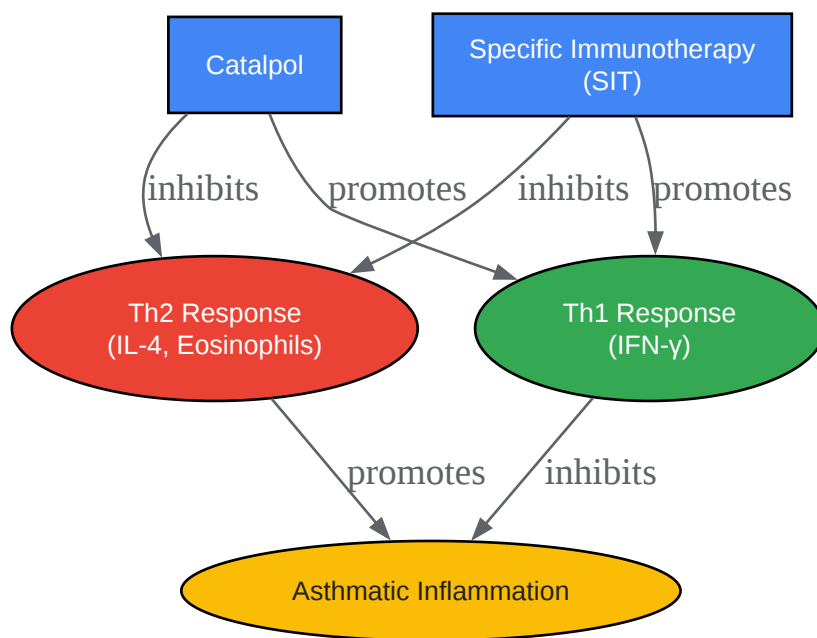 Catalpol
Specific Immunotherapy
(SIT)
inhibits
promotes
inhibits
promotes
Th2 Response
(IL-4, Eosinophils)
Th1 Response
(IFN-γ)
promotes
inhibits
Asthmatic Inflammation